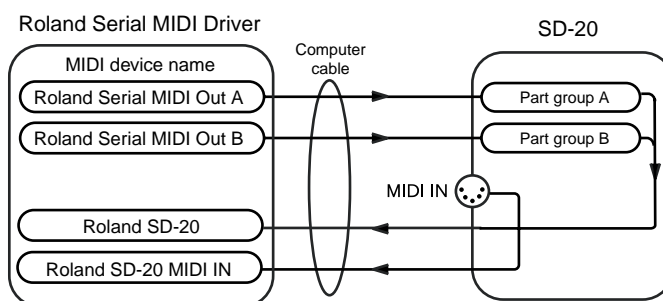 Roland Serial MIDI Driver
SD-20
Computer
cable
MIDI device name
Roland Serial MIDI Out A
Part group A
Roland Serial MIDI Out B
Part group B
MIDI IN
Roland SD-20
Roland SD-20 MIDI IN